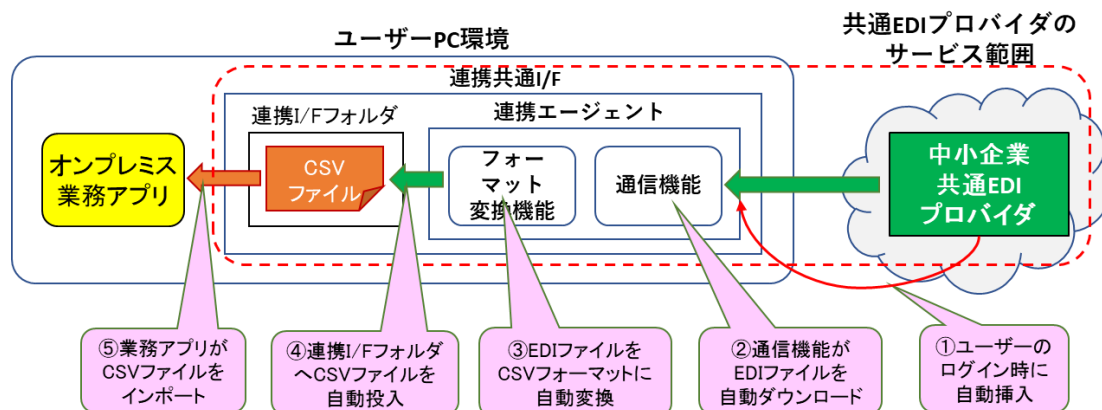 ユーザーPC環境
共通EDIプロバイダの
サービス範囲
連携共通I/F
連携I/Fフォルダ
連携エージェント
オンプレミス
業務アプリ
CSV
ファイル
フォー
マット
変換機能
通信機能
中小企業
共通EDI
プロバイダ
⑤業務アプリが
CSVファイルを
インポート
④連携I/Fフォルダ
へCSVファイルを
自動投入
③EDIファイルを
CSVフォーマットに
自動変換
②通信機能が
EDIファイルを
自動ダウンロード
①ユーザーの
ログイン時に
自動挿入